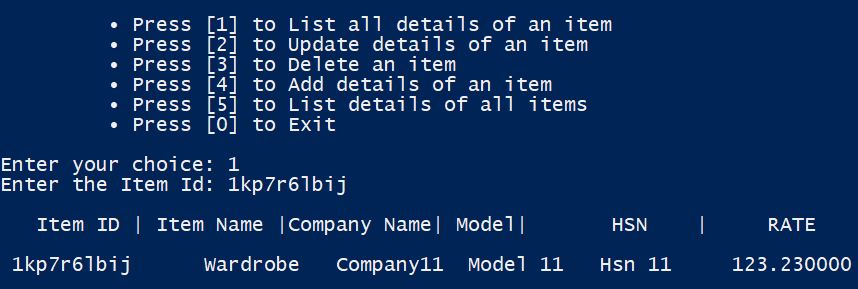 • Press [1] to List all details of an item
• Press [2] to Update details of an item
• Press [3] to Delete an item
• Press [4] to Add details of an item
• Press [5] to List details of all items
• Press [0] to Exit
Enter your choice: 1
Enter the Item Id: 1kp7r6lbij
Item ID | Item Name |Company Name| Model| HSN | RATE
1kp7r6lbij Wardrobe Company11 Model 11 Hsn 11 123.230000